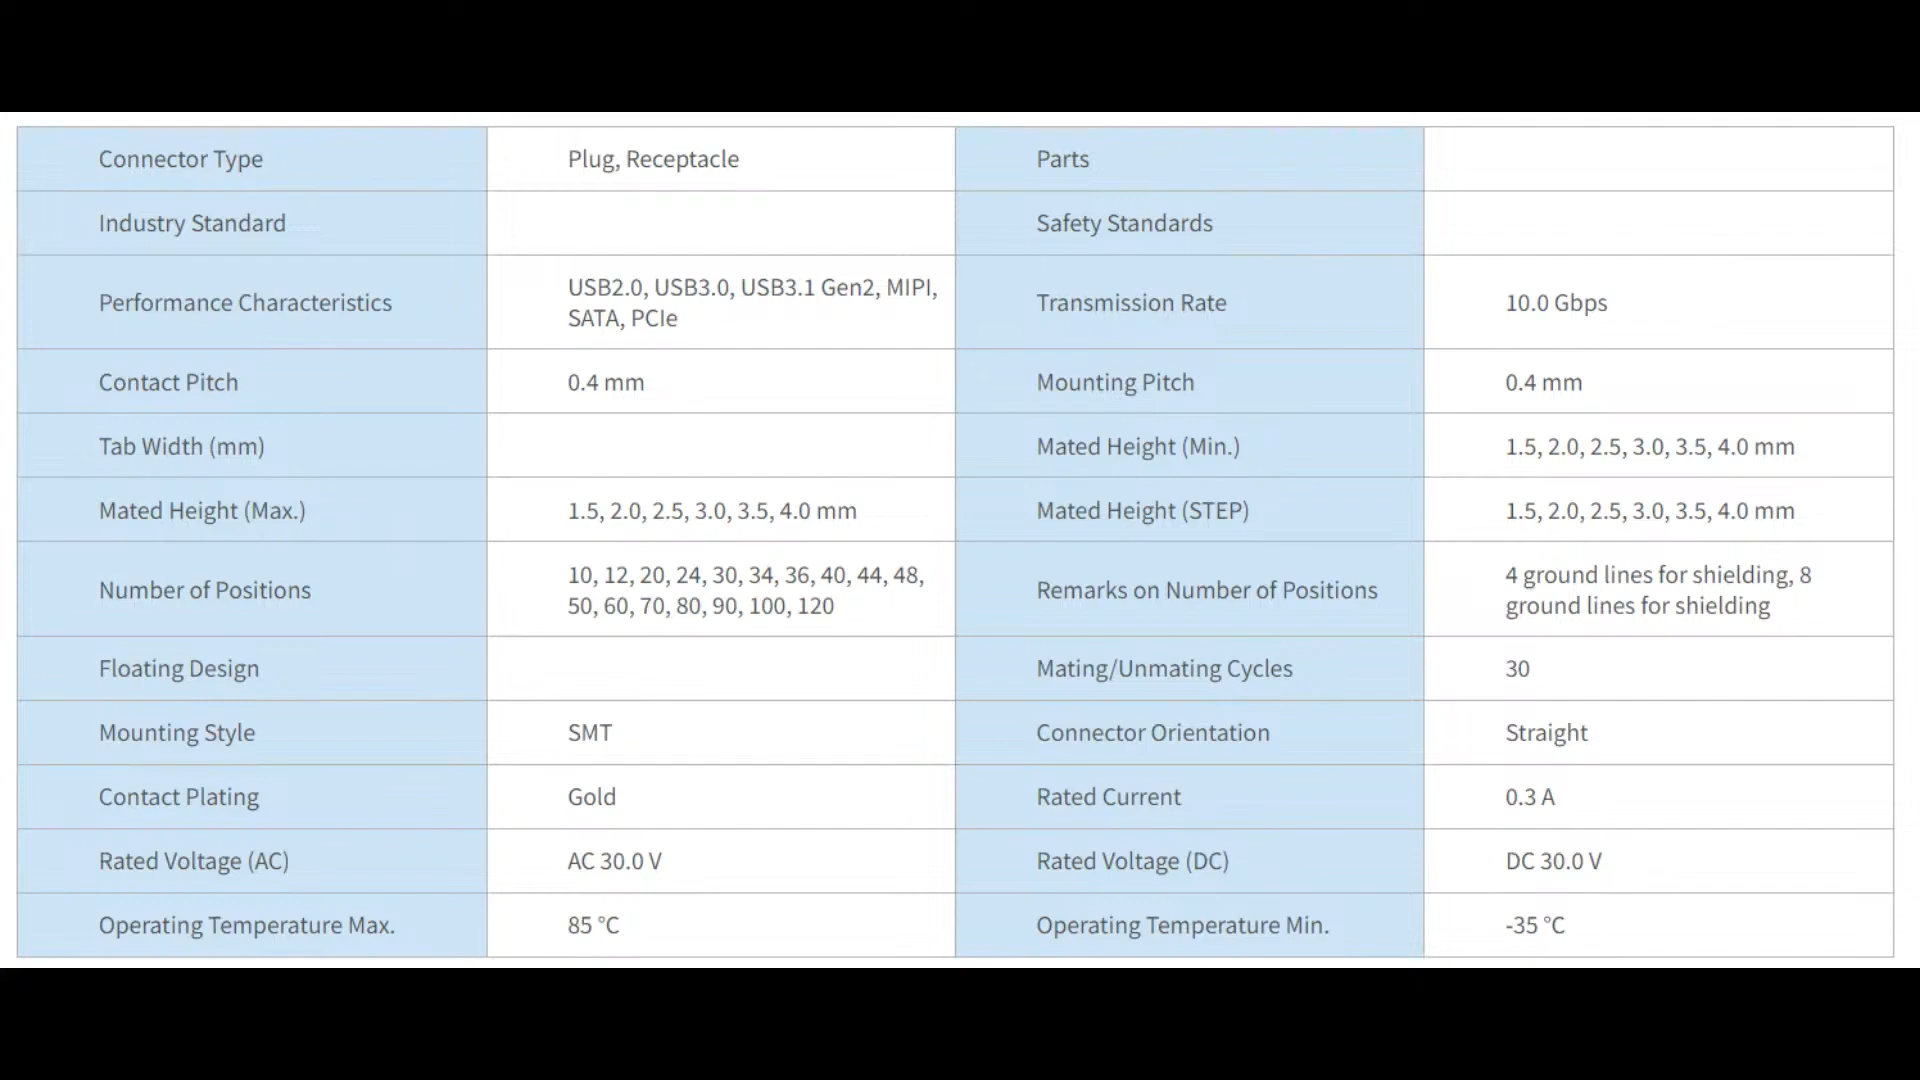 Connector Type Plug, Receptacle Parts
Industry Standard Safety Standards
Performance Characteristics USB2.0, USB3.0, USB3.1 Gen2, MIPI, Transmission Rate 10.0 Gbps
SATA, PCIe
Contact Pitch 0.4 mm Mounting Pitch 0.4 mm
Tab Width (mm) Mated Height (Min.) 1.5, 2.0, 2.5, 3.0, 3.5, 4.0 mm
Mated Height (Max.) 1.5, 2.0, 2.5, 3.0, 3.5, 4.0 mm Mated Height (STEP) 1.5, 2.0, 2.5, 3.0, 3.5, 4.0 mm
Number of Positions 10, 12, 20, 24, 30, 34, 36, 40, 44, 48, Remarks on Number of Positions 4 ground lines for shielding, 8
50, 60, 70, 80, 90, 100, 120 ground lines for shielding
Floating Design Mating/Unmating Cycles 30
Mounting Style SMT Connector Orientation Straight
Contact Plating Gold Rated Current 0.3 A
Rated Voltage (AC) AC 30.0 V Rated Voltage (DC) DC 30.0 V
Operating Temperature Max. 85 °C Operating Temperature Min. -35 °C